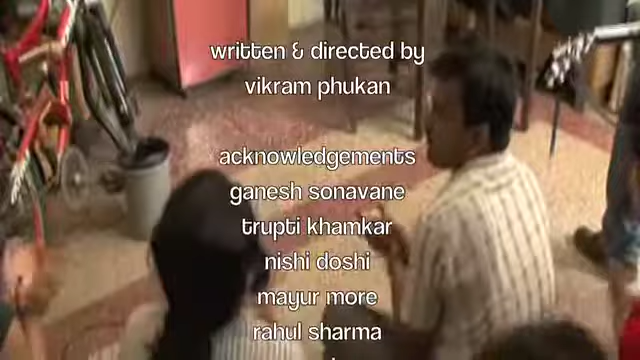 written & directed by
vikram phukan
acknowledgements
ganesh sonavane
trupti khamkar
nishi doshi
mayur more
rahul sharma